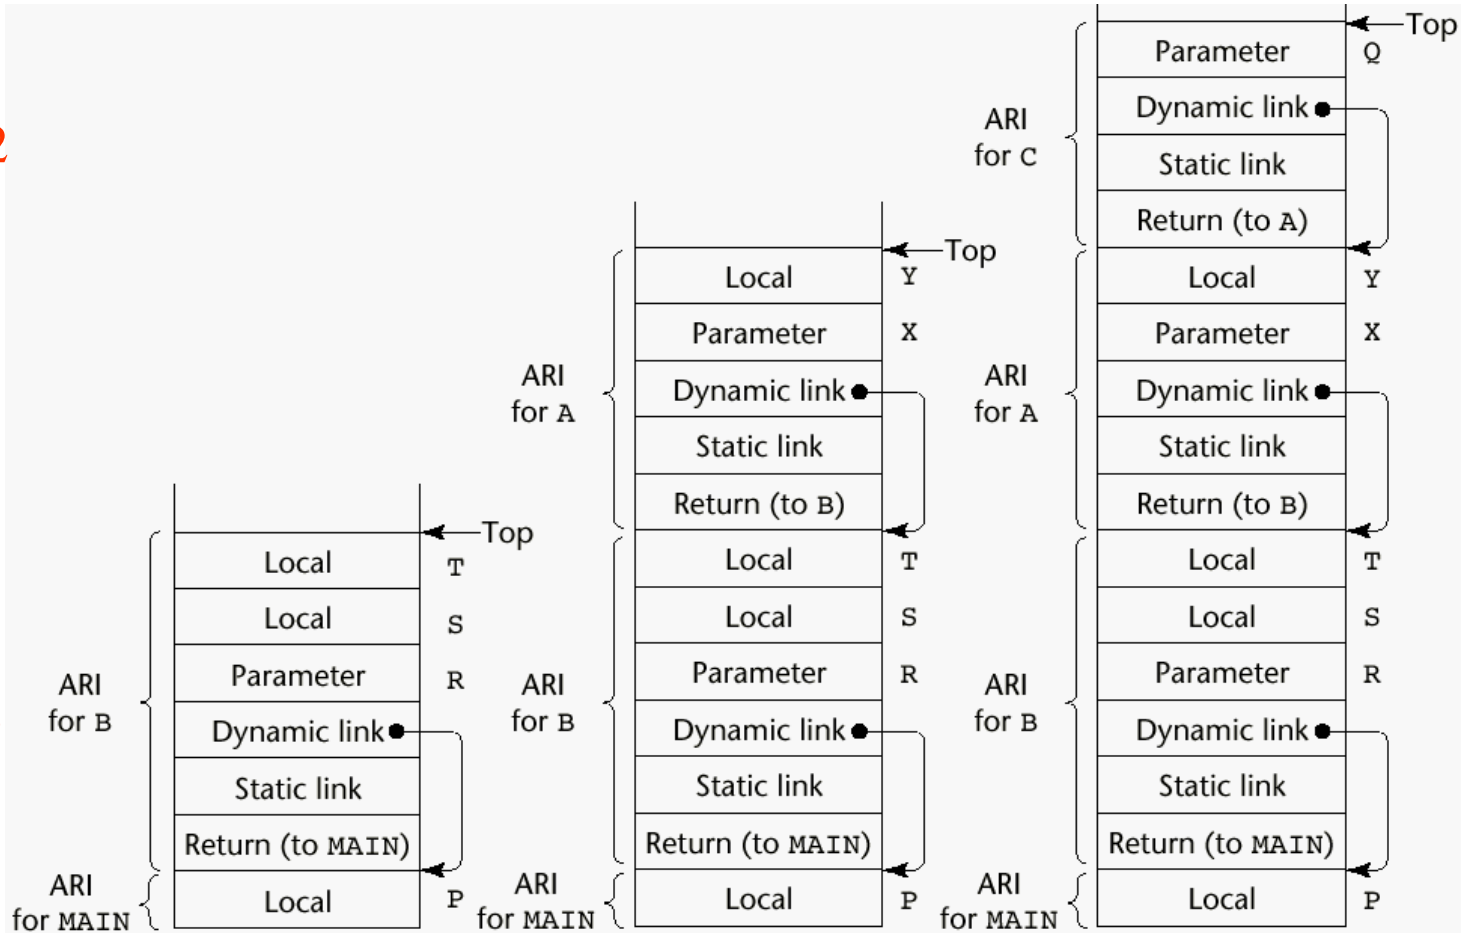 2
Top
Local T
Local S
ARI for B
Parameter R
Dynamic link
Static link
Return (to MAIN)
ARI for MAIN
Local P
Top
Local Y
Parameter X
ARI for A
Dynamic link
Static link
Return (to B)
Local T
Local S
ARI for B
Parameter R
Dynamic link
Static link
Return (to MAIN)
ARI for MAIN
Local P
Top
Parameter Q
ARI for C
Dynamic link
Static link
Return (to A)
Local Y
Parameter X
ARI for A
Dynamic link
Static link
Return (to B)
Local T
Local S
ARI for B
Parameter R
Dynamic link
Static link
Return (to MAIN)
ARI for MAIN
Local P